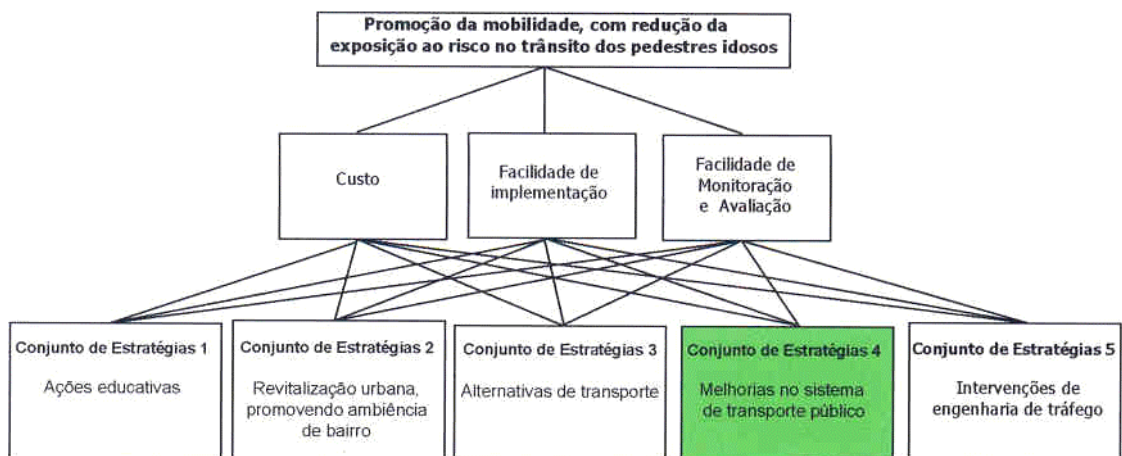 Promoção da mobilidade, com redução da
exposição ao risco no trânsito dos pedestres idosos
Custo
Facilidade de
implementação
Facilidade de
Monitoração
e Avaliação
Conjunto de Estratégias 1
Ações educativas
Conjunto de Estratégias 2
Revitalização urbana,
promovendo ambiência
de bairro
Conjunto de Estratégias 3
Alternativas de transporte
Conjunto de Estratégias 4
Melhorias no sistema
de transporte público
Conjunto de Estratégias 5
Intervenções de
engenharia de tráfego